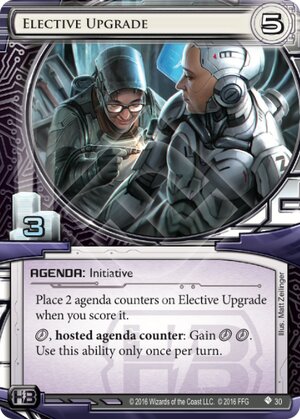 Elective Upgrade
5
3
AGENDA: Initiative
Place 2 agenda counters on Elective Upgrade
when you score it.
, hosted agenda counter: Gain
Use this ability only once per turn.
Illus. Matt Zeilinger
HB
HB
© 2016 Wizards of the Coast LLC. © 2016 FFG
30